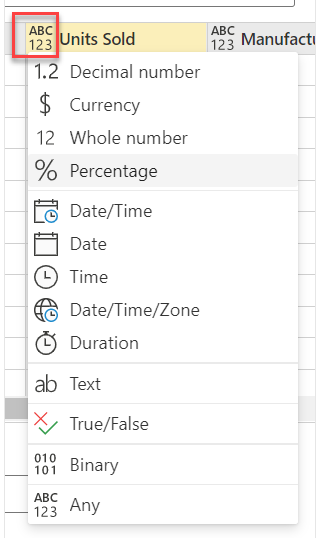 ABC
123 Units Sold ABC
123 Manufactu
1.2 Decimal number
$ Currency
12 Whole number
% Percentage
Date/Time
Date
Time
Date/Time/Zone
Duration
ab Text
True/False
010
101 Binary
ABC
123 Any